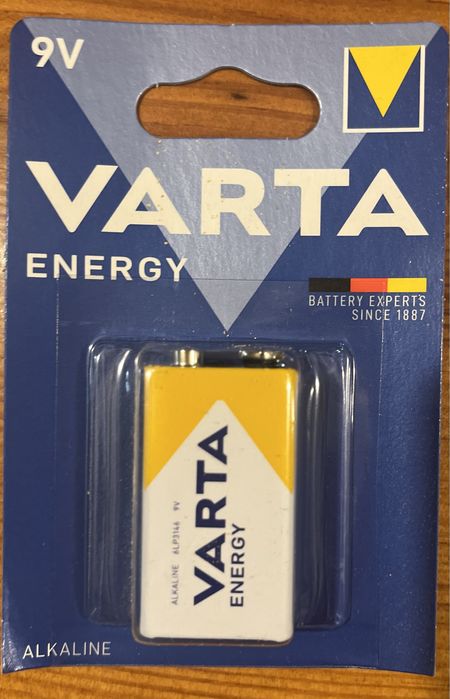 9V
VARTA
ENERGY
BATTERY EXPERTS
SINCE 1887
VARTA
ENERGY
ALKALINE 6LP3146 9V
ALKALINE